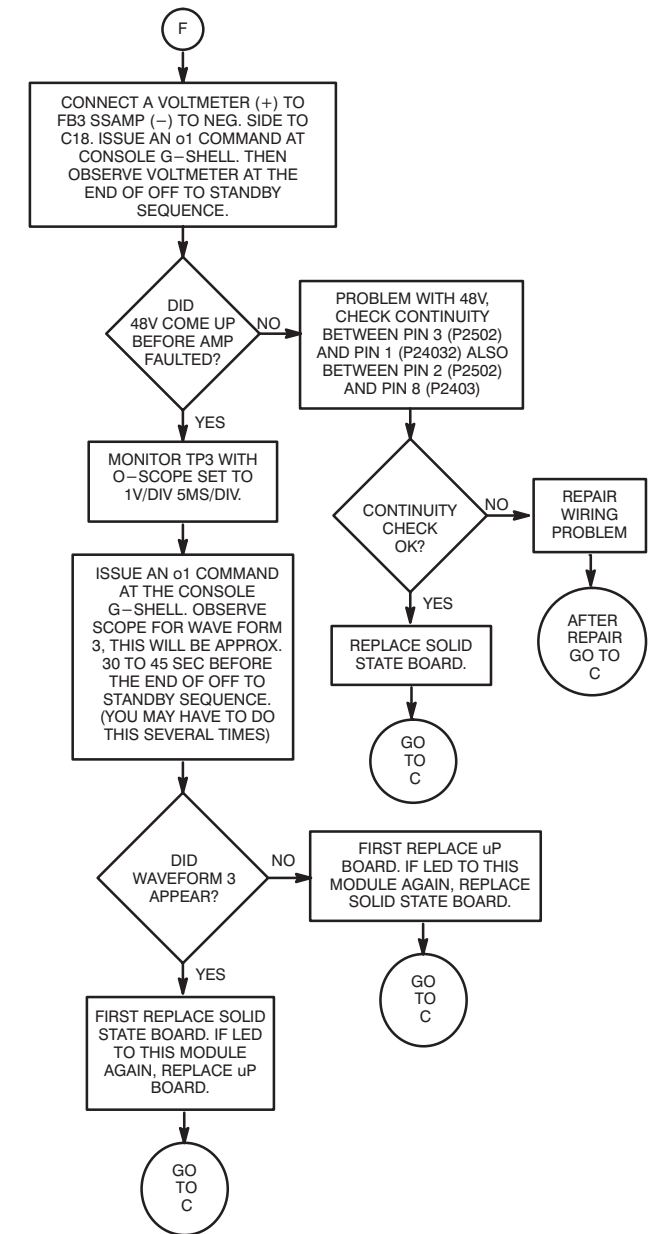 F
CONNECT A VOLTMETER (+) TO
FB3 SSAMP (−) TO NEG. SIDE TO
C18. ISSUE AN o1 COMMAND AT
CONSOLE G−SHELL. THEN
OBSERVE VOLTMETER AT THE
END OF OFF TO STANDBY
SEQUENCE.
DID
48V COME UP
BEFORE AMP
FAULTED?
NO
PROBLEM WITH 48V,
CHECK CONTINUITY
BETWEEN PIN 3 (P2502)
AND PIN 1 (P24032) ALSO
BETWEEN PIN 2 (P2502)
AND PIN 8 (P2403)
YES
MONITOR TP3 WITH
O−SCOPE SET TO
1V/DIV 5MS/DIV.
CONTINUITY
CHECK
OK?
NO
REPAIR
WIRING
PROBLEM
AFTER
REPAIR
GO TO
C
YES
REPLACE SOLID
STATE BOARD.
GO
TO
C
ISSUE AN o1 COMMAND
AT THE CONSOLE
G−SHELL. OBSERVE
SCOPE FOR WAVE FORM
3, THIS WILL BE APPROX.
30 TO 45 SEC BEFORE
THE END OF OFF TO
STANDBY SEQUENCE.
(YOU MAY HAVE TO DO
THIS SEVERAL TIMES)
DID
WAVEFORM 3
APPEAR?
NO
FIRST REPLACE uP
BOARD. IF LED TO THIS
MODULE AGAIN, REPLACE
SOLID STATE BOARD.
GO
TO
C
YES
FIRST REPLACE SOLID
STATE BOARD. IF LED
TO THIS MODULE
AGAIN, REPLACE uP
BOARD.
GO
TO
C